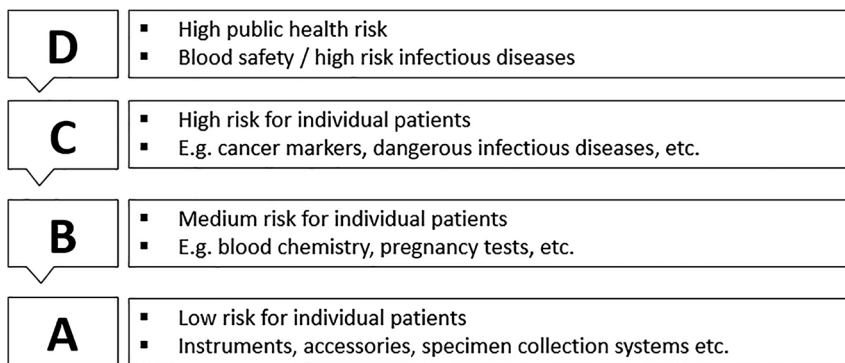 D
▪ High public health risk
▪ Blood safety / high risk infectious diseases
C
▪ High risk for individual patients
▪ E.g. cancer markers, dangerous infectious diseases, etc.
B
▪ Medium risk for individual patients
▪ E.g. blood chemistry, pregnancy tests, etc.
A
▪ Low risk for individual patients
▪ Instruments, accessories, specimen collection systems etc.